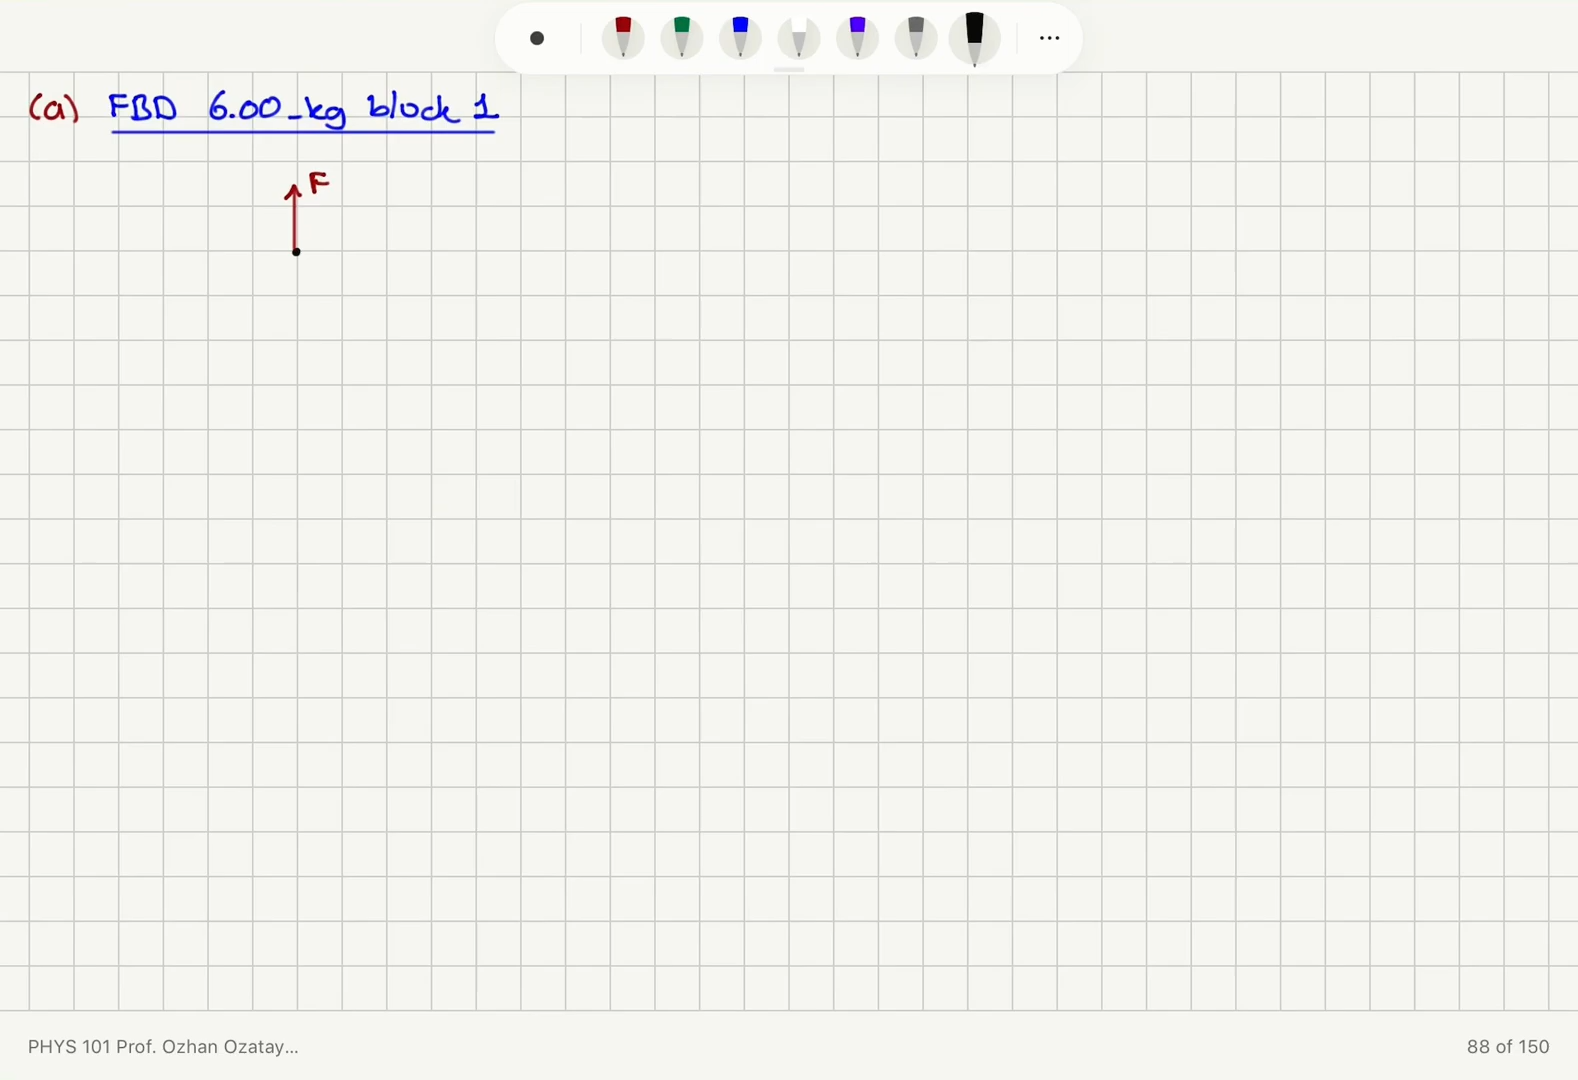 (a) FBD 6.00-kg block 1
F
PHYS 101 Prof. Ozhan Ozatay...
88 of 150